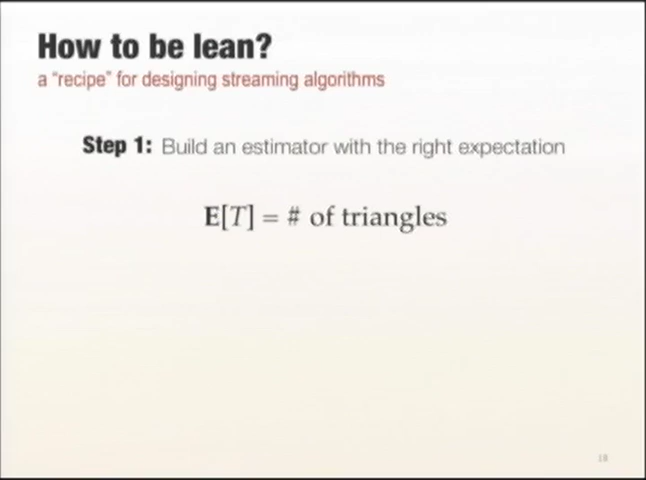 How to be lean?
a "recipe" for designing streaming algorithms
Step 1: Build an estimator with the right expectation
E[T] = # of triangles
18